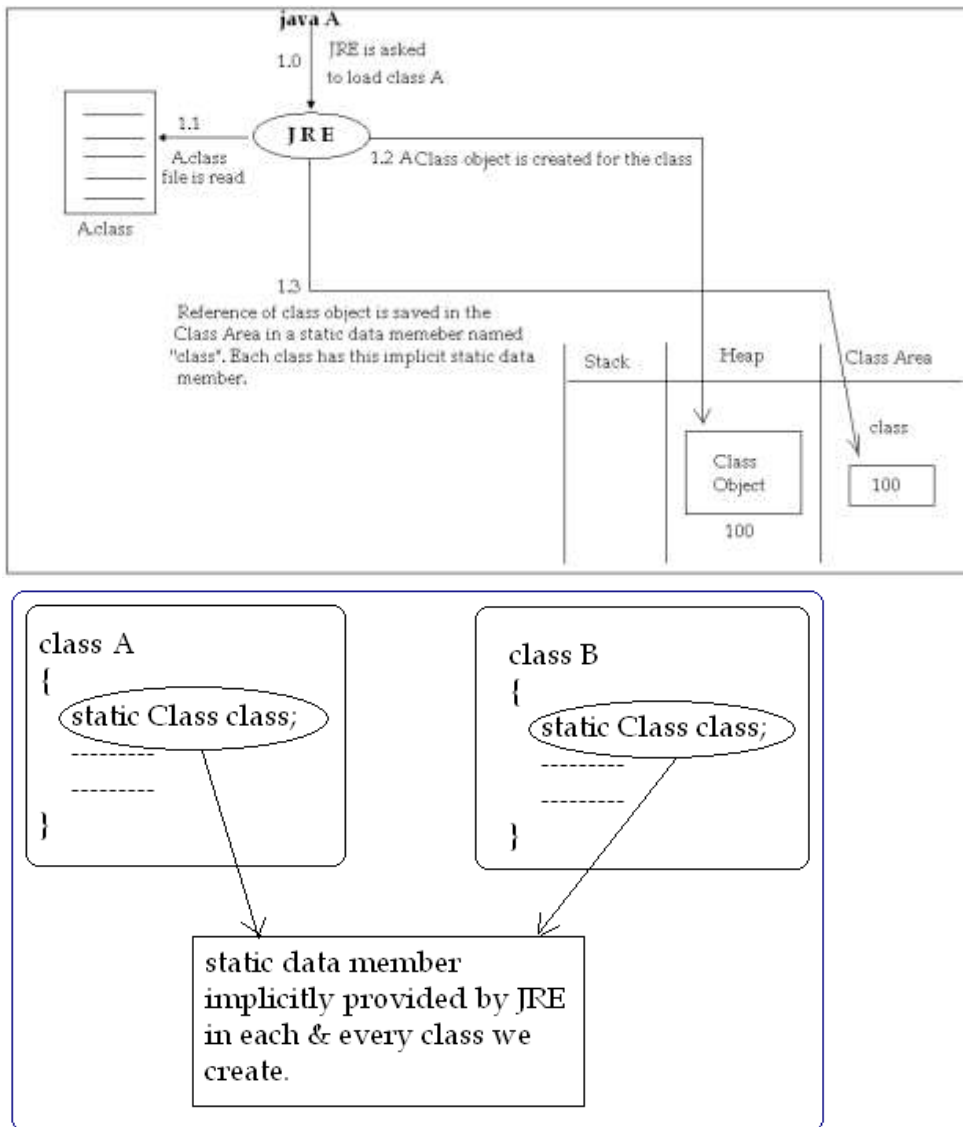 java A
1.0
JRE is asked
to load class A
1.1
J R E
A.class
file is read
1.2 A Class object is created for the class
A.class
1.3
Reference of class object is saved in the
Class Area in a static data memeber named
"class". Each class has this implicit static data
member.
Stack
Heap
Class Area
class
Class
Object
100
100
class A
{
static Class class;
---------
---------
}
class B
{
static Class class;
---------
---------
}
static data member
implicitly provided by JRE
in each & every class we
create.